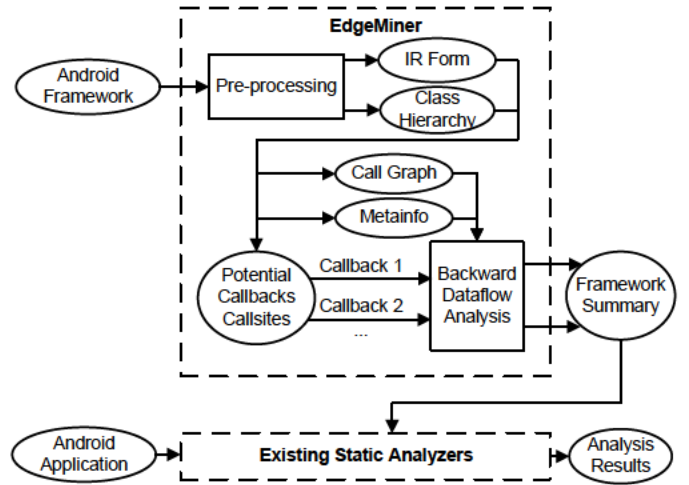 EdgeMiner
Android
Framework
Pre-processing
IR Form
Class
Hierarchy
Call Graph
Metainfo
Potential
Callbacks
Callsites
Callback 1
Callback 2
...
Backward
Dataflow
Analysis
Framework
Summary
Android
Application
Existing Static Analyzers
Analysis
Results